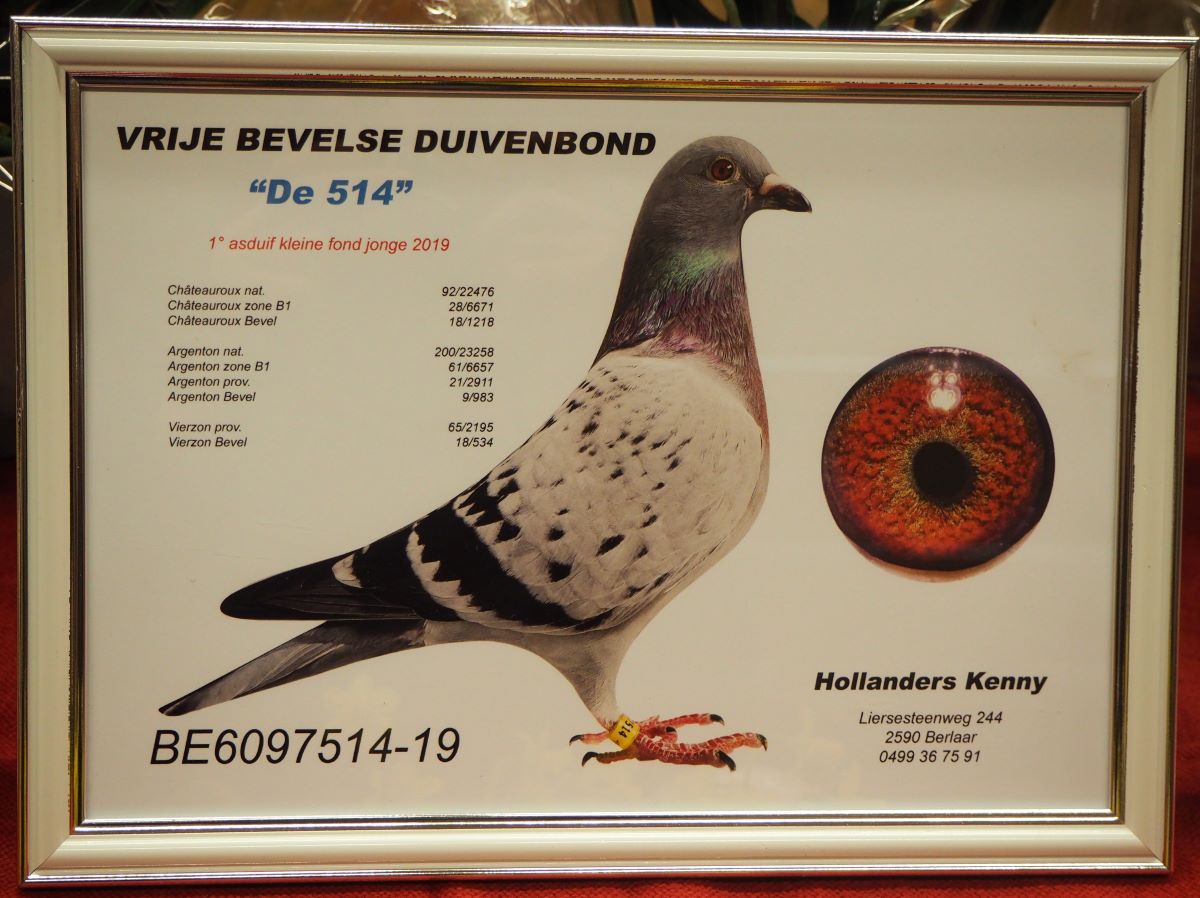 VRIJE BEVELSE DUIVENBOND
“De 514”
1° asduif kleine fond jonge 2019
Châteauroux nat. 92/22476
Châteauroux zone B1 28/6671
Châteauroux Bevel 18/1218
Argenton nat. 200/23258
Argenton zone B1 61/6657
Argenton prov. 21/2911
Argenton Bevel 9/983
Vierzon prov. 65/2195
Vierzon Bevel 18/534
514
BE6097514-19
Hollanders Kenny
Liersesteenweg 244
2590 Berlaar
0499 36 75 91